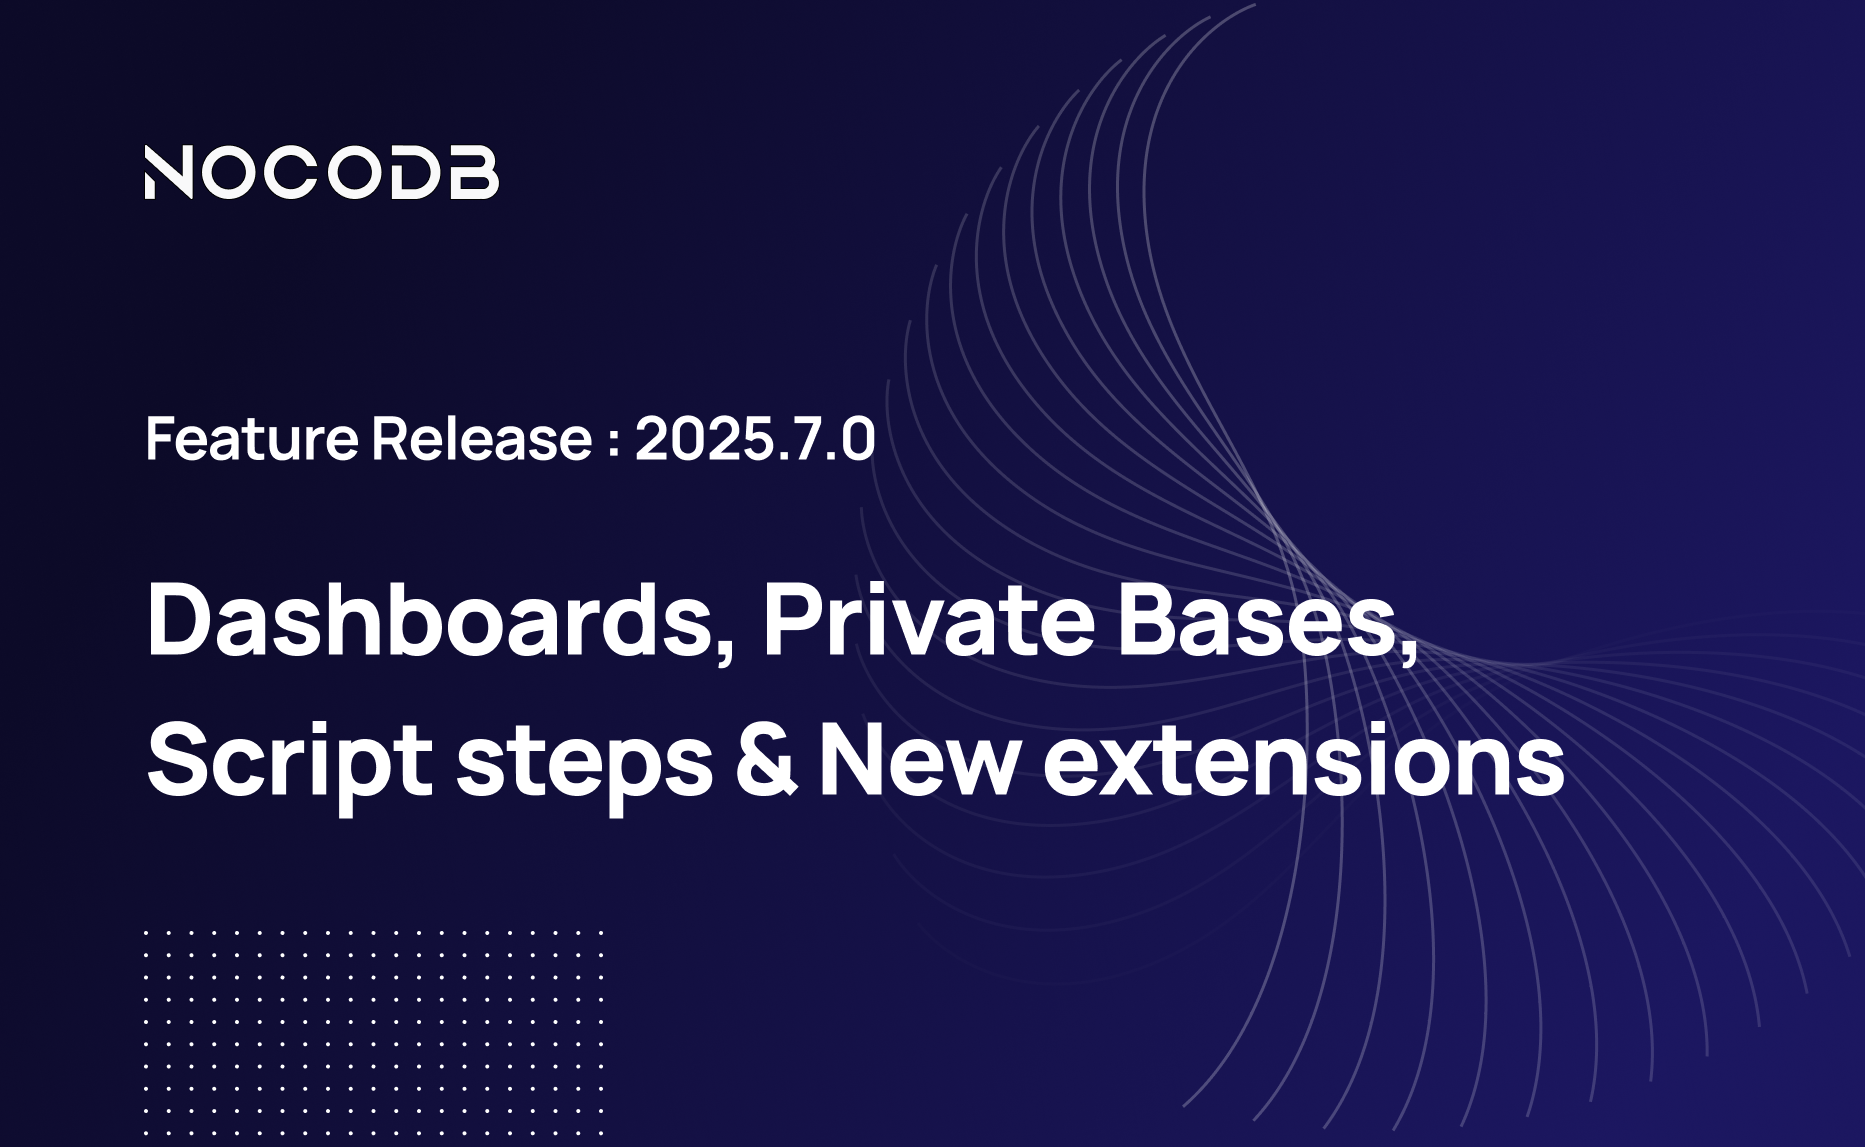 NOCODB
Feature Release : 2025.7.0
Dashboards, Private Bases,
Script steps & New extensions